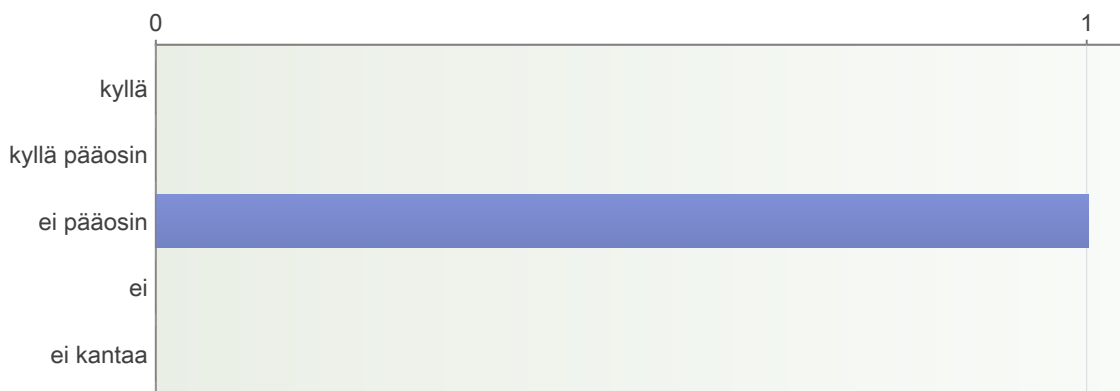 0 1
kyllä
kyllä pääosin
ei pääosin
ei
ei kantaa